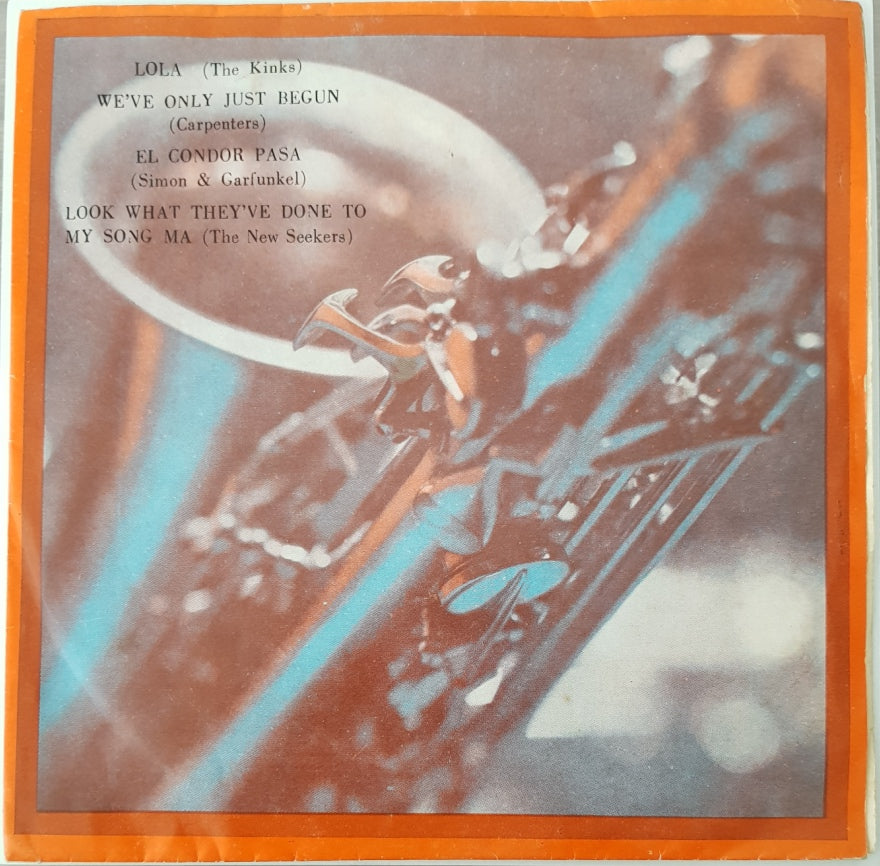 LOLA (The Kinks)
WE'VE ONLY JUST BEGUN
(Carpenters)
EL CONDOR PASA
(Simon & Garfunkel)
LOOK WHAT THEY'VE DONE TO
MY SONG MA (The New Seekers)